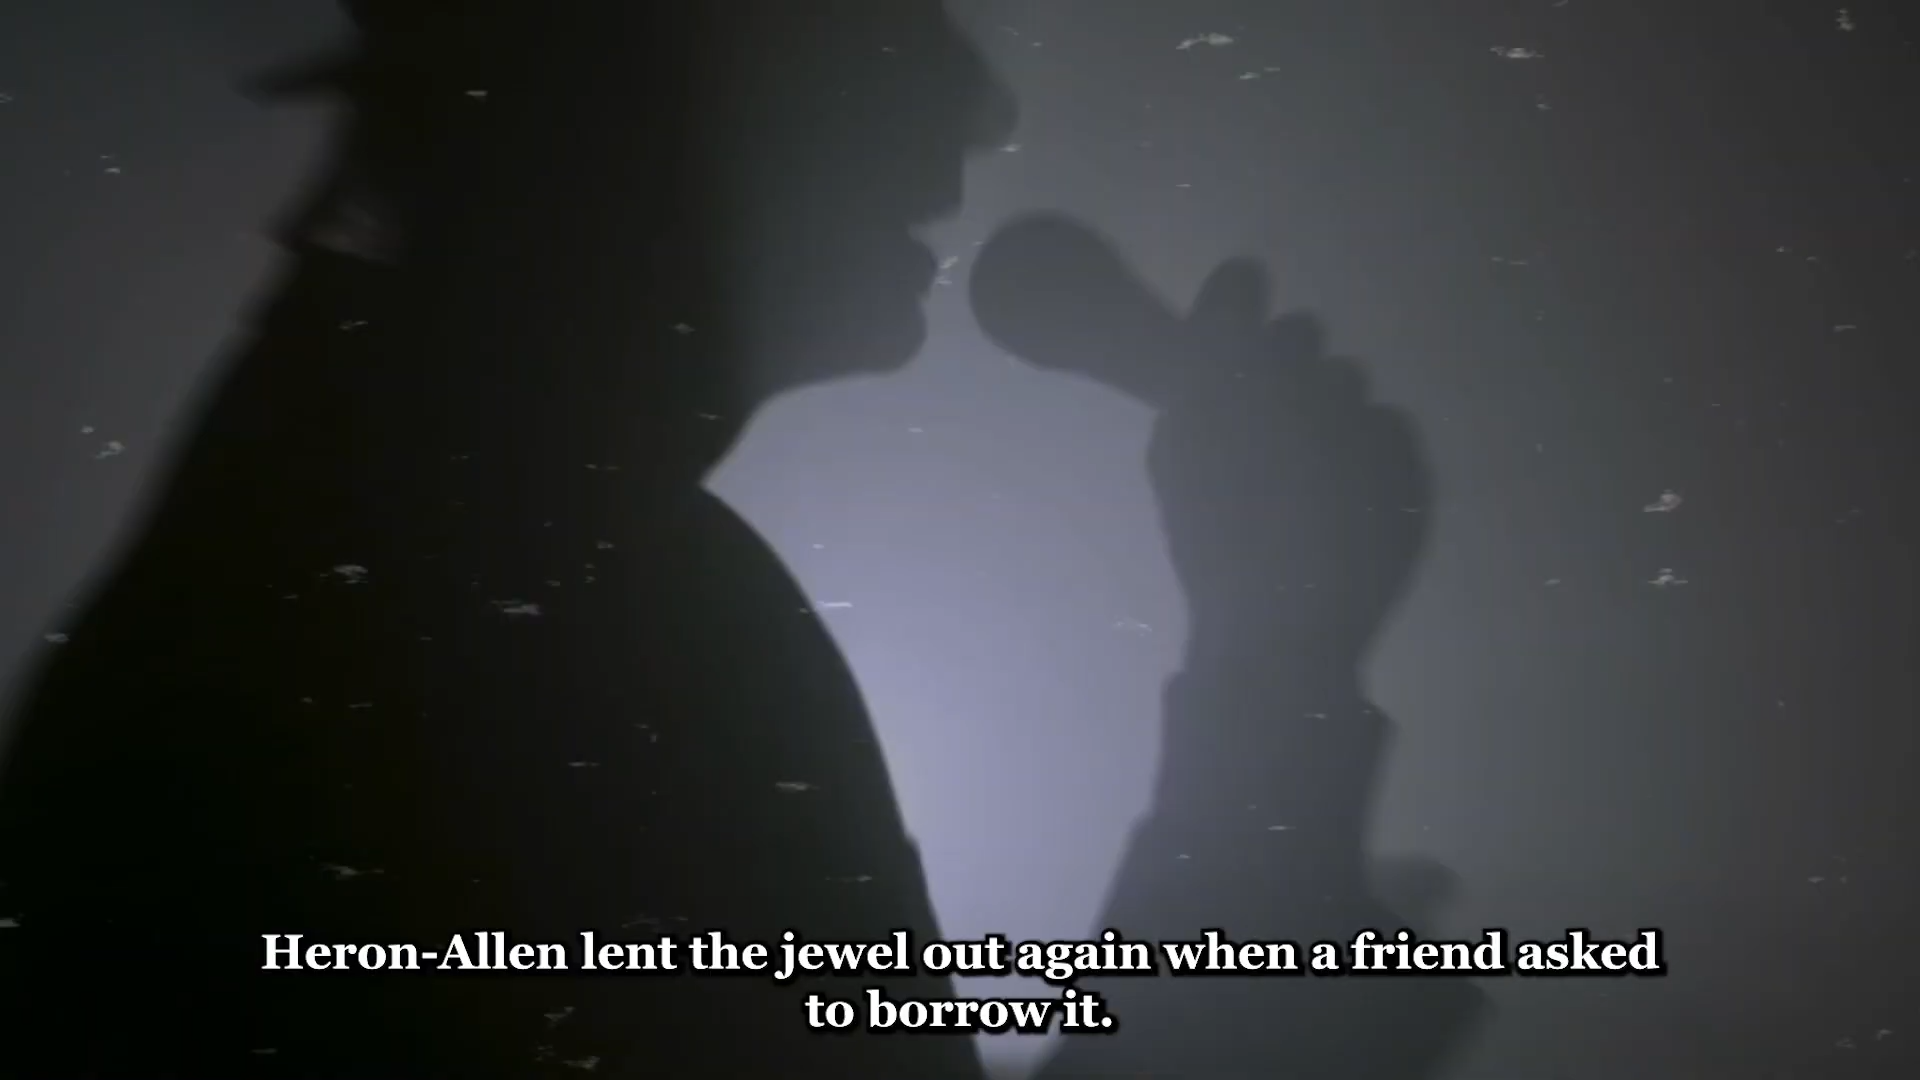 Heron-Allen lent the jewel out again when a friend asked
to borrow it.